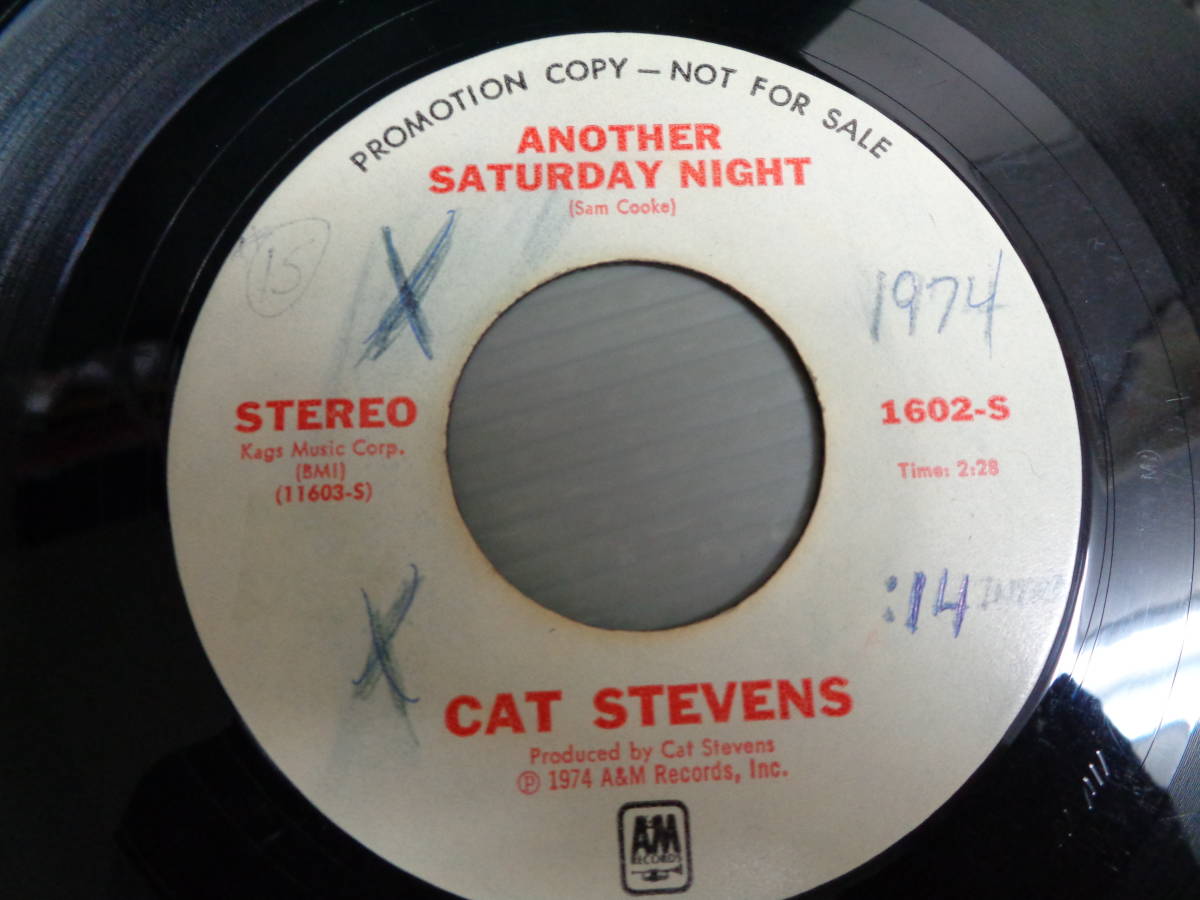 PROMOTION COPY — NOT FOR SALE
ANOTHER
SATURDAY NIGHT
(Sam Cooke)
15
X
1974
STEREO
Kags Music Corp.
(BMI)
(11603-S)
1602-S
Time: 2:28
X
:14
CAT STEVENS
Produced by Cat Stevens
℗ 1974 A&M Records, Inc.
A&M
RECORDS